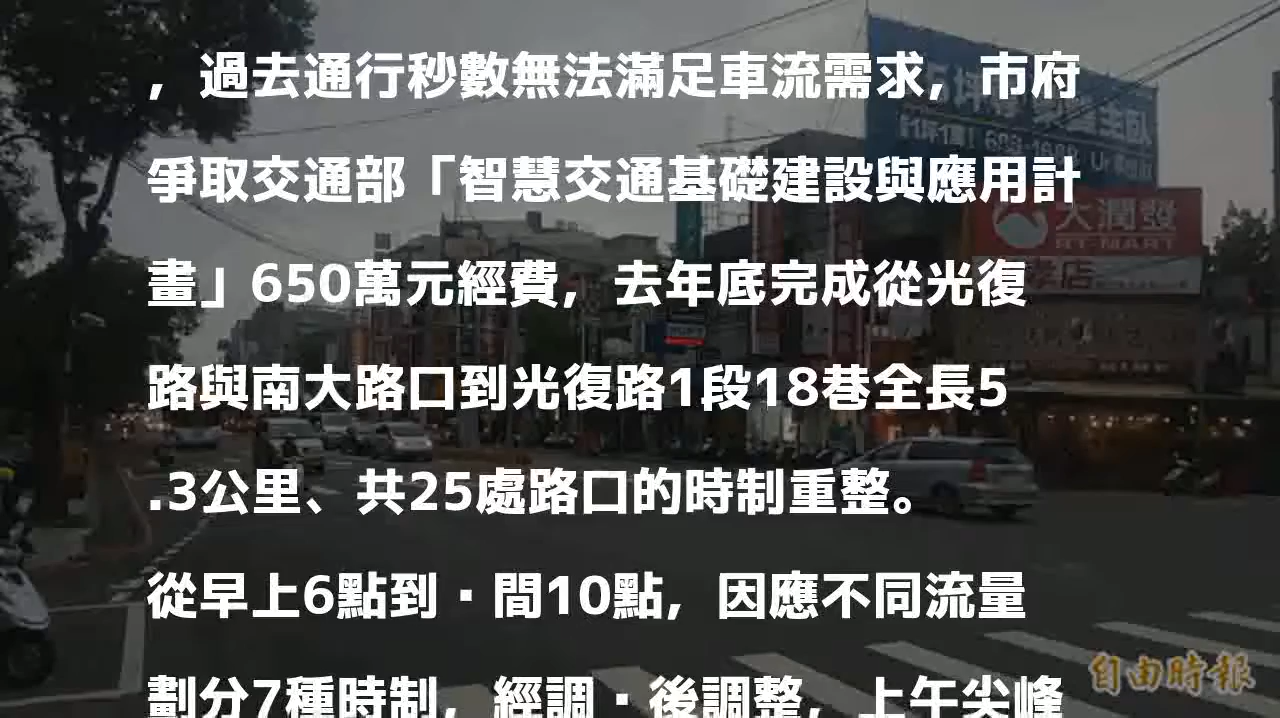 ，過去通行秒數無法滿足車流需求，市府
爭取交通部「智慧交通基礎建設與應用計
畫」650萬元經費，去年底完成從光復
路與南大路口到光復路1段18巷全長5
.3公里、共25處路口的時制重整。
從早上6點到·間10點，因應不同流量
劃分7種時制，經調·後調整，上午尖峰
大潤發
RT-MART
自由時報